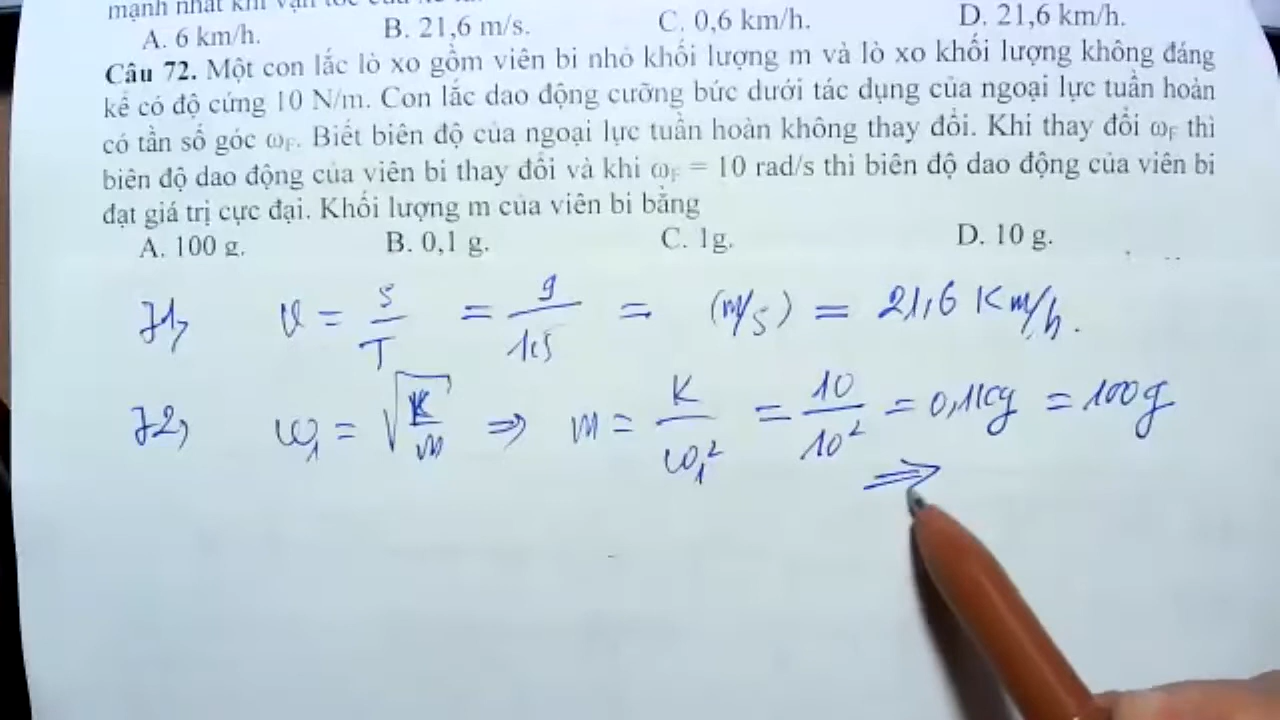 mạnh nhất khi vận tốc của
A. 6 km/h. B. 21,6 m/s. C. 0,6 km/h. D. 21,6 km/h.
Câu 72. Một con lắc lò xo gồm viên bi nhỏ khối lượng m và lò xo khối lượng không đáng
kể có độ cứng 10 N/m. Con lắc dao động cưỡng bức dưới tác dụng của ngoại lực tuần hoàn
có tần số góc ωF. Biết biên độ của ngoại lực tuần hoàn không thay đổi. Khi thay đổi ωF thì
biên độ dao động của viên bi thay đổi và khi ωF = 10 rad/s thì biên độ dao động của viên bi
đạt giá trị cực đại. Khối lượng m của viên bi bằng
A. 100 g. B. 0,1 g. C. 1g. D. 10 g.
71, v = S/T = 9/1,5 = (m/s) = 21,6 Km/h.
72, ω₁ = √(K/m) ⇒ m = K/ω₁² = 10/10² = 0,1Kg = 100g
⇒